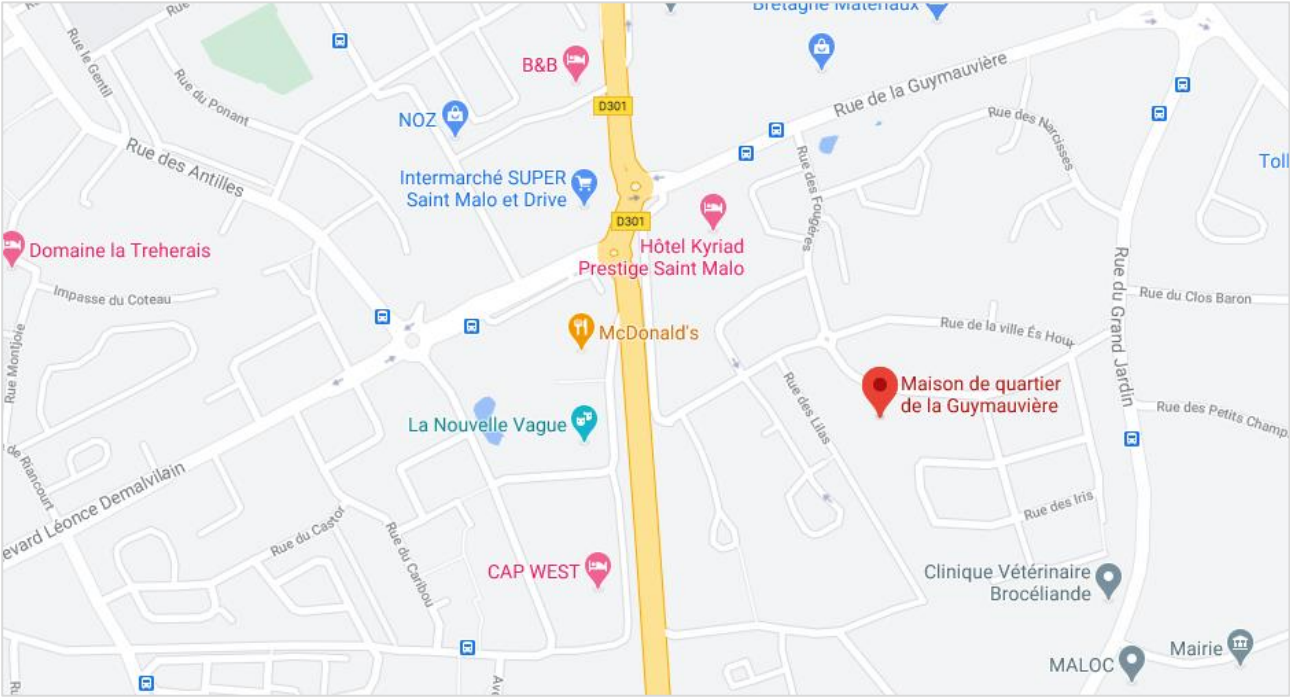 Bretagne Matériaux
Rue le Gentil
Rue du Ponant
B&B
NOZ
D301
Rue de la Guymauvière
Rue des Narcisses
Toll
Rue des Antilles
Intermarché SUPER
Saint Malo et Drive
Rue des Fougères
D301
Hôtel Kyriad
Prestige Saint Malo
Domaine la Treherais
Impasse du Coteau
Rue Montjoie
McDonald's
Rue du Grand Jardin
Rue du Clos Baron
Rue de la ville És Hour
Maison de quartier
de la Guymauvière
Rue des Petits Champ
Rue des Lilas
La Nouvelle Vague
de Riancourt
evard Léonce Demalvilain
Rue du Castor
Rue du Caribou
Rue des Iris
CAP WEST
Clinique Vétérinaire
Brocéliande
MALOC
Mairie
Ave